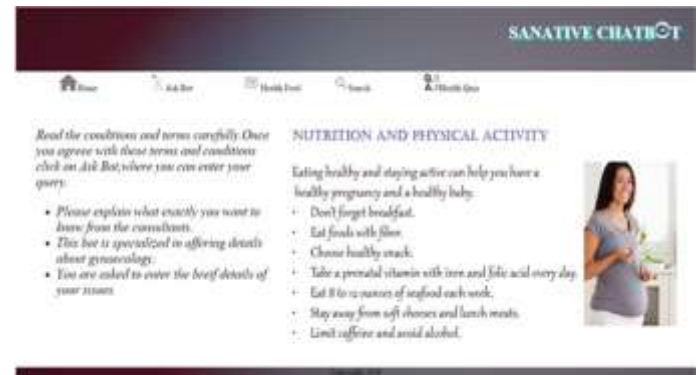 SANATIVE CHATBOT
Home Ask Bot Health Feed Search Health Quiz
Read the conditions and terms carefully. Once
you agreee with these terms and conditions
click on Ask Bot,where you can enter your
query.
• Please explain what exactly you want to
know from the consultants.
• This bot is specialized in offering details
about gynaecology.
• You are asked to enter the breif details of
your issues.
NUTRITION AND PHYSICAL ACTIVITY
Eating healthy and staying active can help you have a
healthy pregnancy and a healthy baby.
• Don't forget breakfast.
• Eat foods with fiber.
• Choose healthy snack.
• Take a prenatal vitamin with iron and folic acid every day.
• Eat 8 to 12 ounces of seafood each week.
• Stay away from soft cheeses and lunch meats.
• Limit caffeine and avoid alcohol.